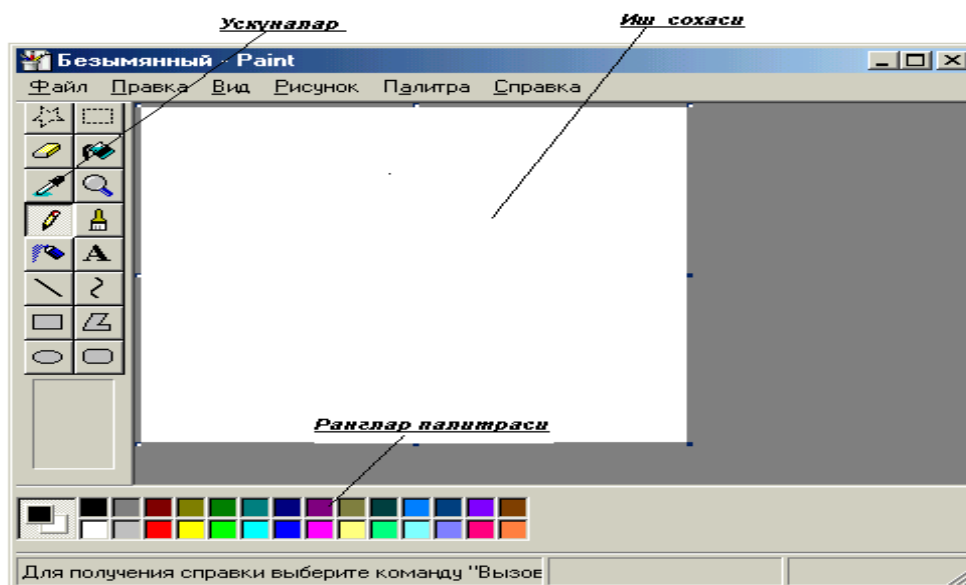 Ускуналар
Иш сохаси
Безымянный - Paint
Файл Правка Вид Рисунок Палитра Справка
A
Ранглар палитраси
Для получения справки выберите команду "Вызов